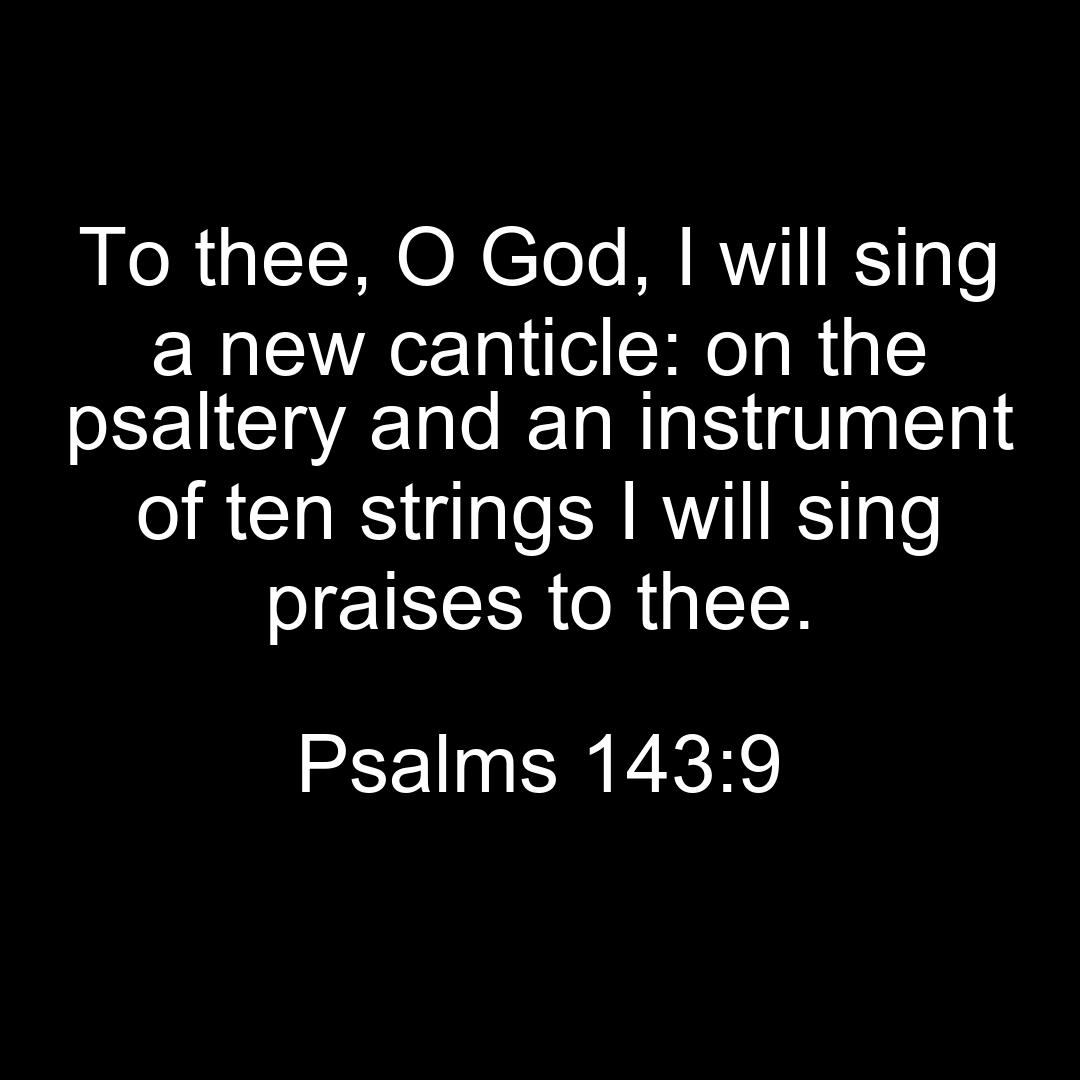 To thee, O God, I will sing
a new canticle: on the
psaltery and an instrument
of ten strings I will sing
praises to thee.
Psalms 143:9